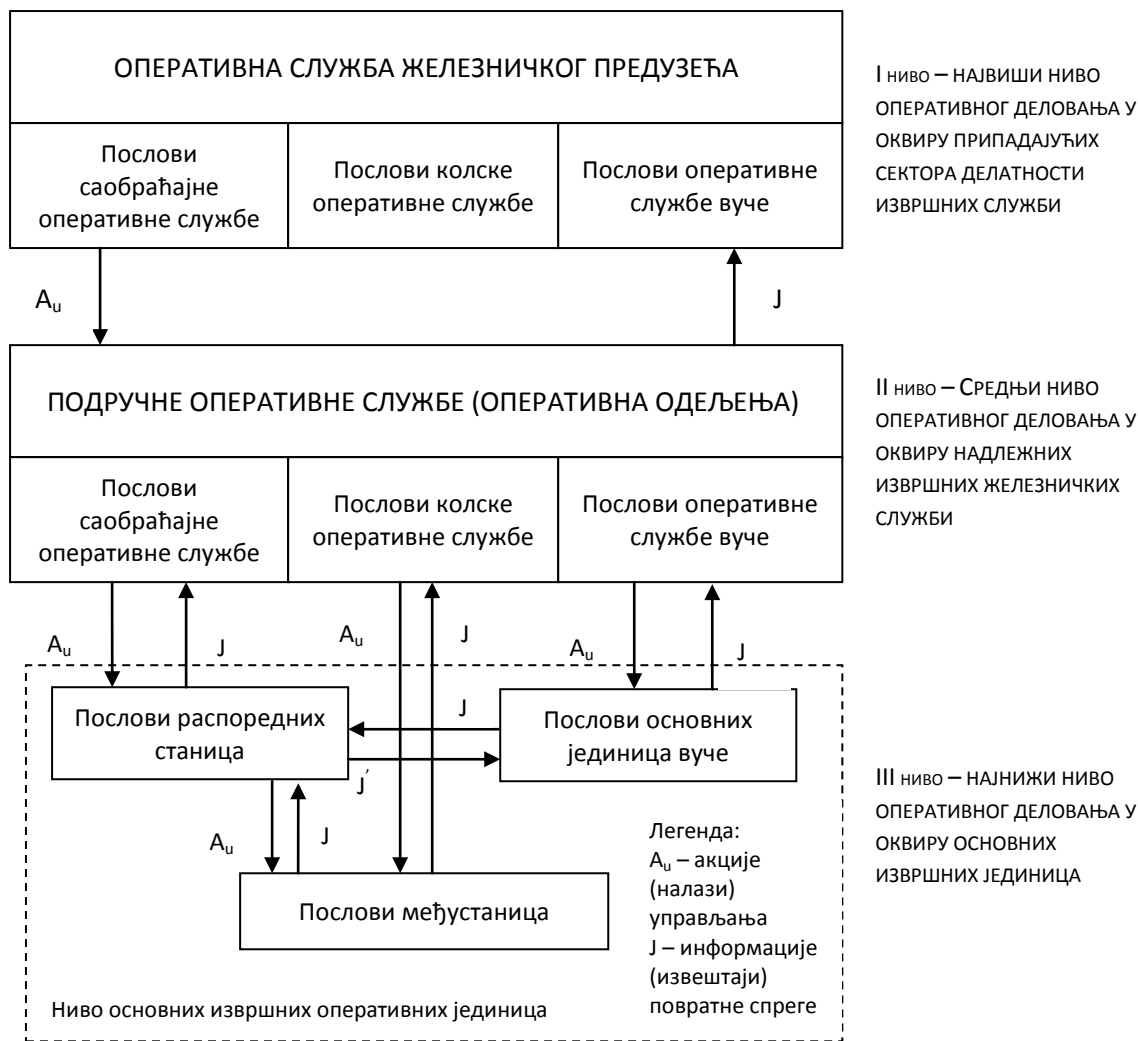 ОПЕРАТИВНА СЛУЖБА ЖЕЛЕЗНИЧКОГ ПРЕДУЗЕЋА
Послови
саобраћајне
оперативне службе
Послови колске
оперативне службе
Послови оперативне
службе вуче
I ниво – НАЈВИШИ НИВО
ОПЕРАТИВНОГ ДЕЛОВАЊА У
ОКВИРУ ПРИПАДАЈУЋИХ
СЕКТОРА ДЕЛАТНОСТИ
ИЗВРШНИХ СЛУЖБИ
Au
J
ПОДРУЧНЕ ОПЕРАТИВНЕ СЛУЖБЕ (ОПЕРАТИВНА ОДЕЉЕЊА)
Послови
саобраћајне
оперативне службе
Послови колске
оперативне службе
Послови оперативне
службе вуче
II ниво – СРЕДЊИ НИВО
ОПЕРАТИВНОГ ДЕЛОВАЊА У
ОКВИРУ НАДЛЕЖНИХ
ИЗВРШНИХ ЖЕЛЕЗНИЧКИХ
СЛУЖБИ
Au
J
Au
J
Au
J
Послови распоредних
станица
J
J′
Послови основних
јединица вуче
Au
J
Послови међустаница
Легенда:
Au – акције
(налази)
управљања
J – информације
(извештаји)
повратне спреге
Ниво основних извршних оперативних јединица
III ниво – НАЈНИЖИ НИВО
ОПЕРАТИВНОГ ДЕЛОВАЊА У
ОКВИРУ ОСНОВНИХ
ИЗВРШНИХ ЈЕДИНИЦА